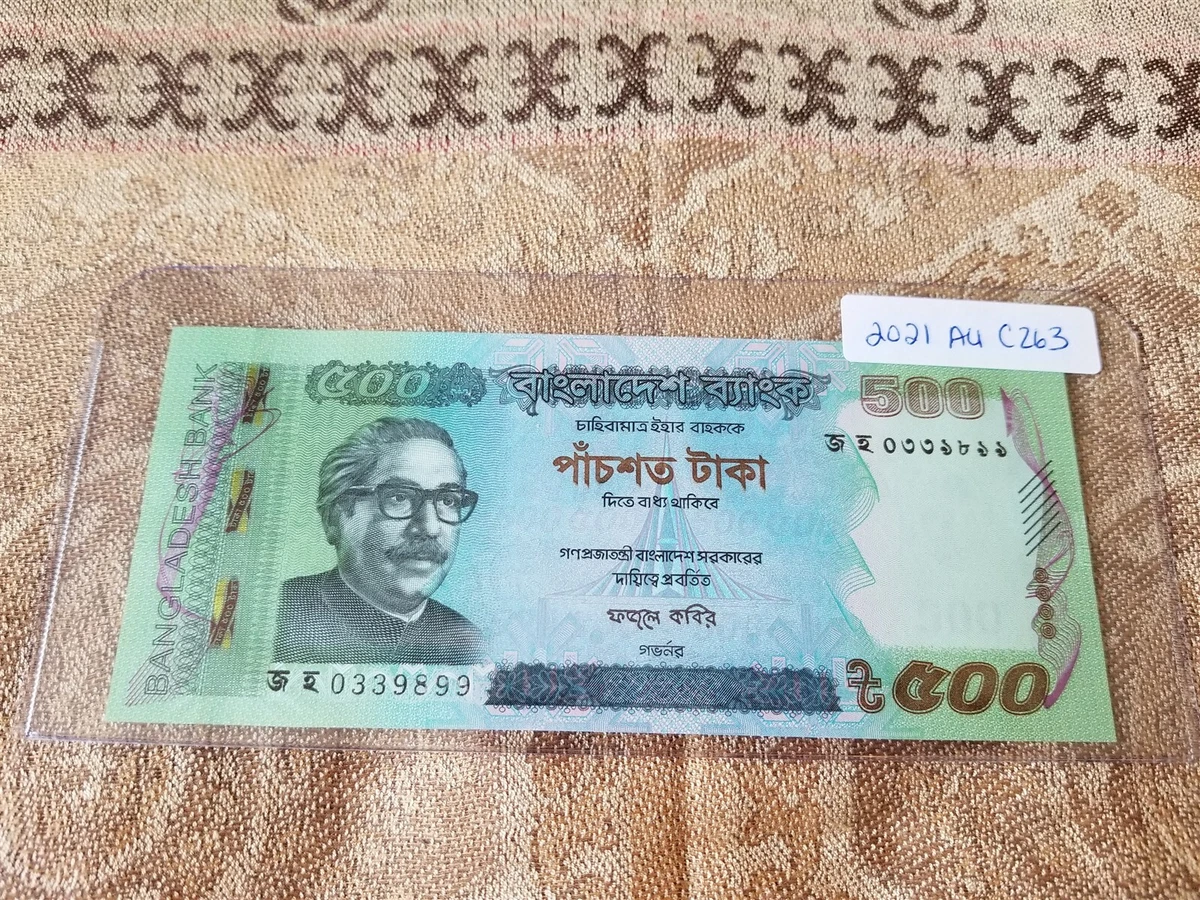 2021 AU C263
BANGLADESH BANK
৫০০
বাংলাদেশ ব্যাংক
500
চাহিবামাত্র ইহার বাহককে
জ হ ০৩৩৯৮৯৯
পাঁচশত টাকা
দিতে বাধ্য থাকিবে
গণপ্রজাতন্ত্রী বাংলাদেশ সরকারের
দায়িত্বে প্রবর্তিত
ফজলে কবির
গভর্নর
জ হ 0339899
৳ ৫০০